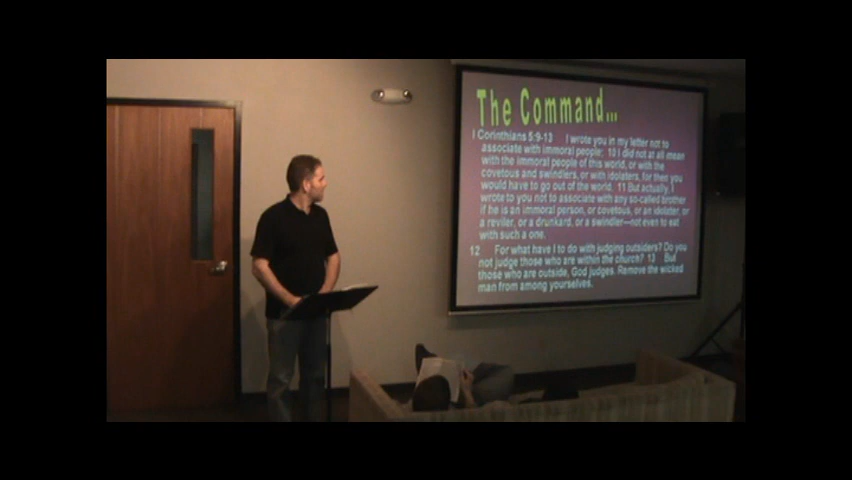 The Command...
I Corinthians 5:9-13 I wrote you in my letter not to
associate with immoral people; 10 I did not at all mean
with the immoral people of this world, or with the
covetous and swindlers, or with idolaters, for then you
would have to go out of the world. 11 But actually, I
wrote to you not to associate with any so-called brother
if he is an immoral person, or covetous, or an idolater, or
a reviler, or a drunkard, or a swindler—not even to eat
with such a one.
12 For what have I to do with judging outsiders? Do you
not judge those who are within the church? 13 But
those who are outside, God judges. Remove the wicked
man from among yourselves.